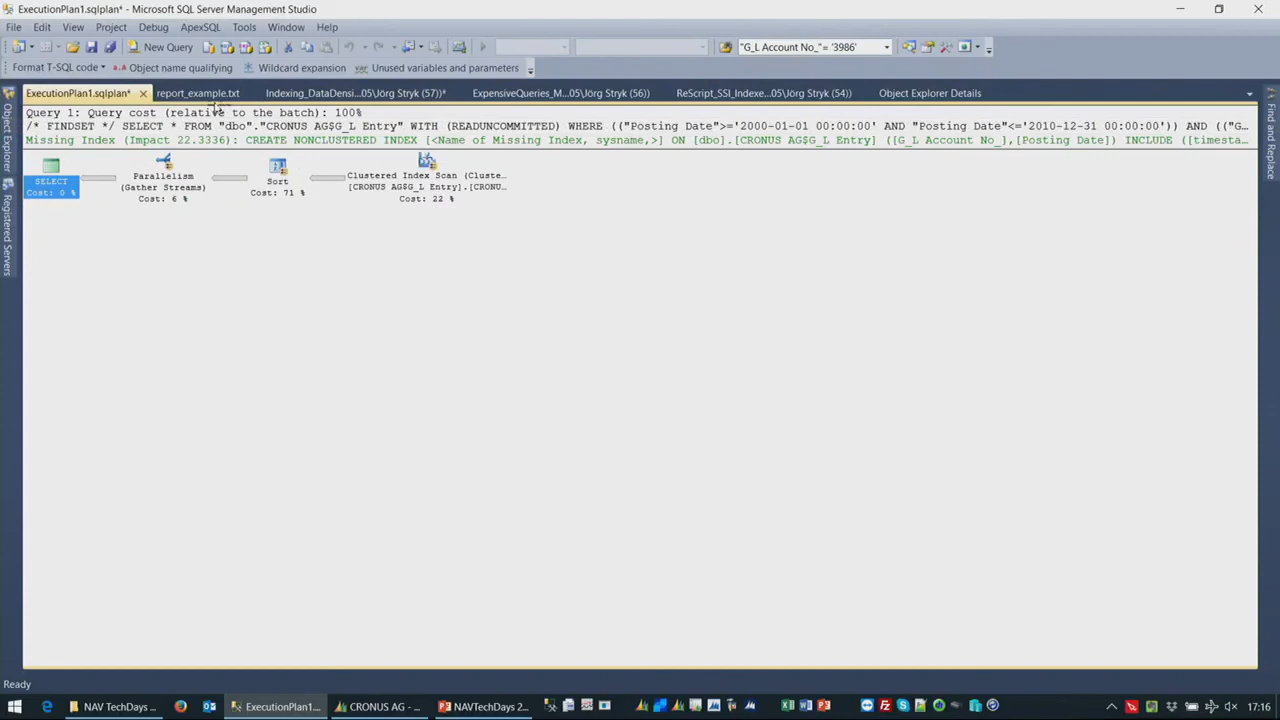 ExecutionPlan1.sqlplan* - Microsoft SQL Server Management Studio
File Edit View Project Debug ApexSQL Tools Window Help
New Query "G_L Account No_"= '3986'
Format T-SQL code Object name qualifying Wildcard expansion Unused variables and parameters
ExecutionPlan1.sqlplan* report_example.txt Indexing_DataDensi...05\Jörg Stryk (57))* ExpensiveQueries_M...05\Jörg Stryk (56)) ReScript_SSI_Indexe...05\Jörg Stryk (54)) Object Explorer Details
Object Explorer
Registered Servers
Find and Replace
Query 1: Query cost (relative to the batch): 100%
/* FINDSET */ SELECT * FROM "dbo"."CRONUS AG$G_L Entry" WITH (READUNCOMMITTED) WHERE (("Posting Date">='2000-01-01 00:00:00' AND "Posting Date"<='2010-12-31 00:00:00')) AND (("G…
Missing Index (Impact 22.3336): CREATE NONCLUSTERED INDEX [<Name of Missing Index, sysname,>] ON [dbo].[CRONUS AG$G_L Entry] ([G_L Account No_],[Posting Date]) INCLUDE ([timesta…
SELECT
Cost: 0 %
Parallelism
(Gather Streams)
Cost: 6 %
Sort
Cost: 71 %
Clustered Index Scan (Cluste…
[CRONUS AG$G_L Entry].[CRONU…
Cost: 22 %
Ready
NAV TechDays ... ExecutionPlan1... CRONUS AG - ... NAVTechDays 2... 17:16